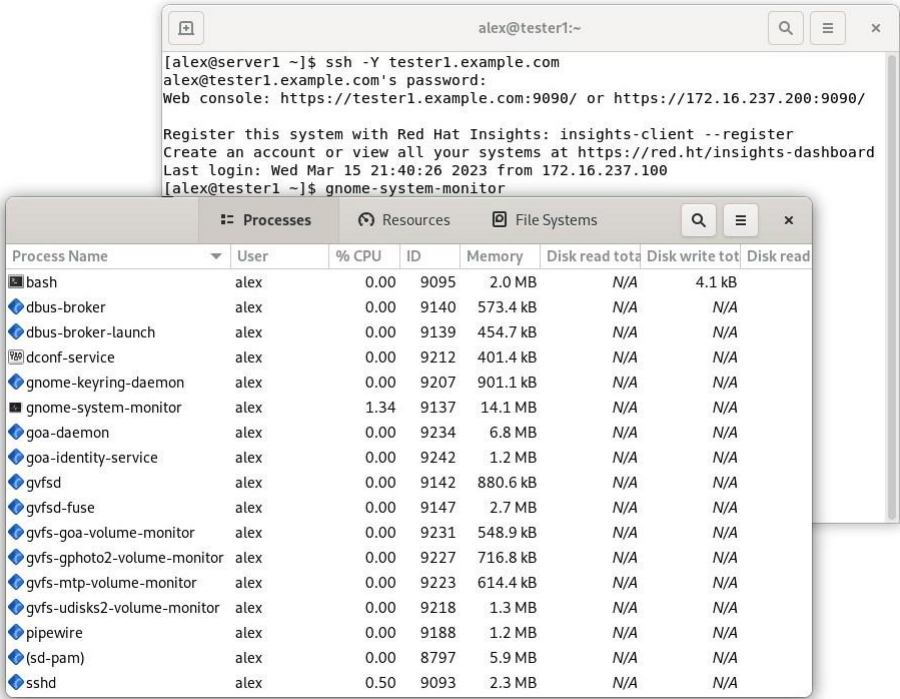 alex@tester1:~
[alex@server1 ~]$ ssh -Y tester1.example.com
alex@tester1.example.com's password:
Web console: https://tester1.example.com:9090/ or https://172.16.237.200:9090/
Register this system with Red Hat Insights: insights-client --register
Create an account or view all your systems at https://red.ht/insights-dashboard
Last login: Wed Mar 15 21:40:26 2023 from 172.16.237.100
[alex@tester1 ~]$ gnome-system-monitor
Processes Resources File Systems
Process Name User % CPU ID Memory Disk read tota Disk write tot Disk read
bash alex 0.00 9095 2.0 MB N/A 4.1 kB
dbus-broker alex 0.00 9140 573.4 kB N/A N/A
dbus-broker-launch alex 0.00 9139 454.7 kB N/A N/A
dconf-service alex 0.00 9212 401.4 kB N/A N/A
gnome-keyring-daemon alex 0.00 9207 901.1 kB N/A N/A
gnome-system-monitor alex 1.34 9137 14.1 MB N/A N/A
goa-daemon alex 0.00 9234 6.8 MB N/A N/A
goa-identity-service alex 0.00 9242 1.2 MB N/A N/A
gvfsd alex 0.00 9142 880.6 kB N/A N/A
gvfsd-fuse alex 0.00 9147 2.7 MB N/A N/A
gvfs-goa-volume-monitor alex 0.00 9231 548.9 kB N/A N/A
gvfs-gphoto2-volume-monitor alex 0.00 9227 716.8 kB N/A N/A
gvfs-mtp-volume-monitor alex 0.00 9223 614.4 kB N/A N/A
gvfs-udisks2-volume-monitor alex 0.00 9218 1.3 MB N/A N/A
pipewire alex 0.00 9188 1.2 MB N/A N/A
(sd-pam) alex 0.00 8797 5.9 MB N/A N/A
sshd alex 0.50 9093 2.3 MB N/A N/A